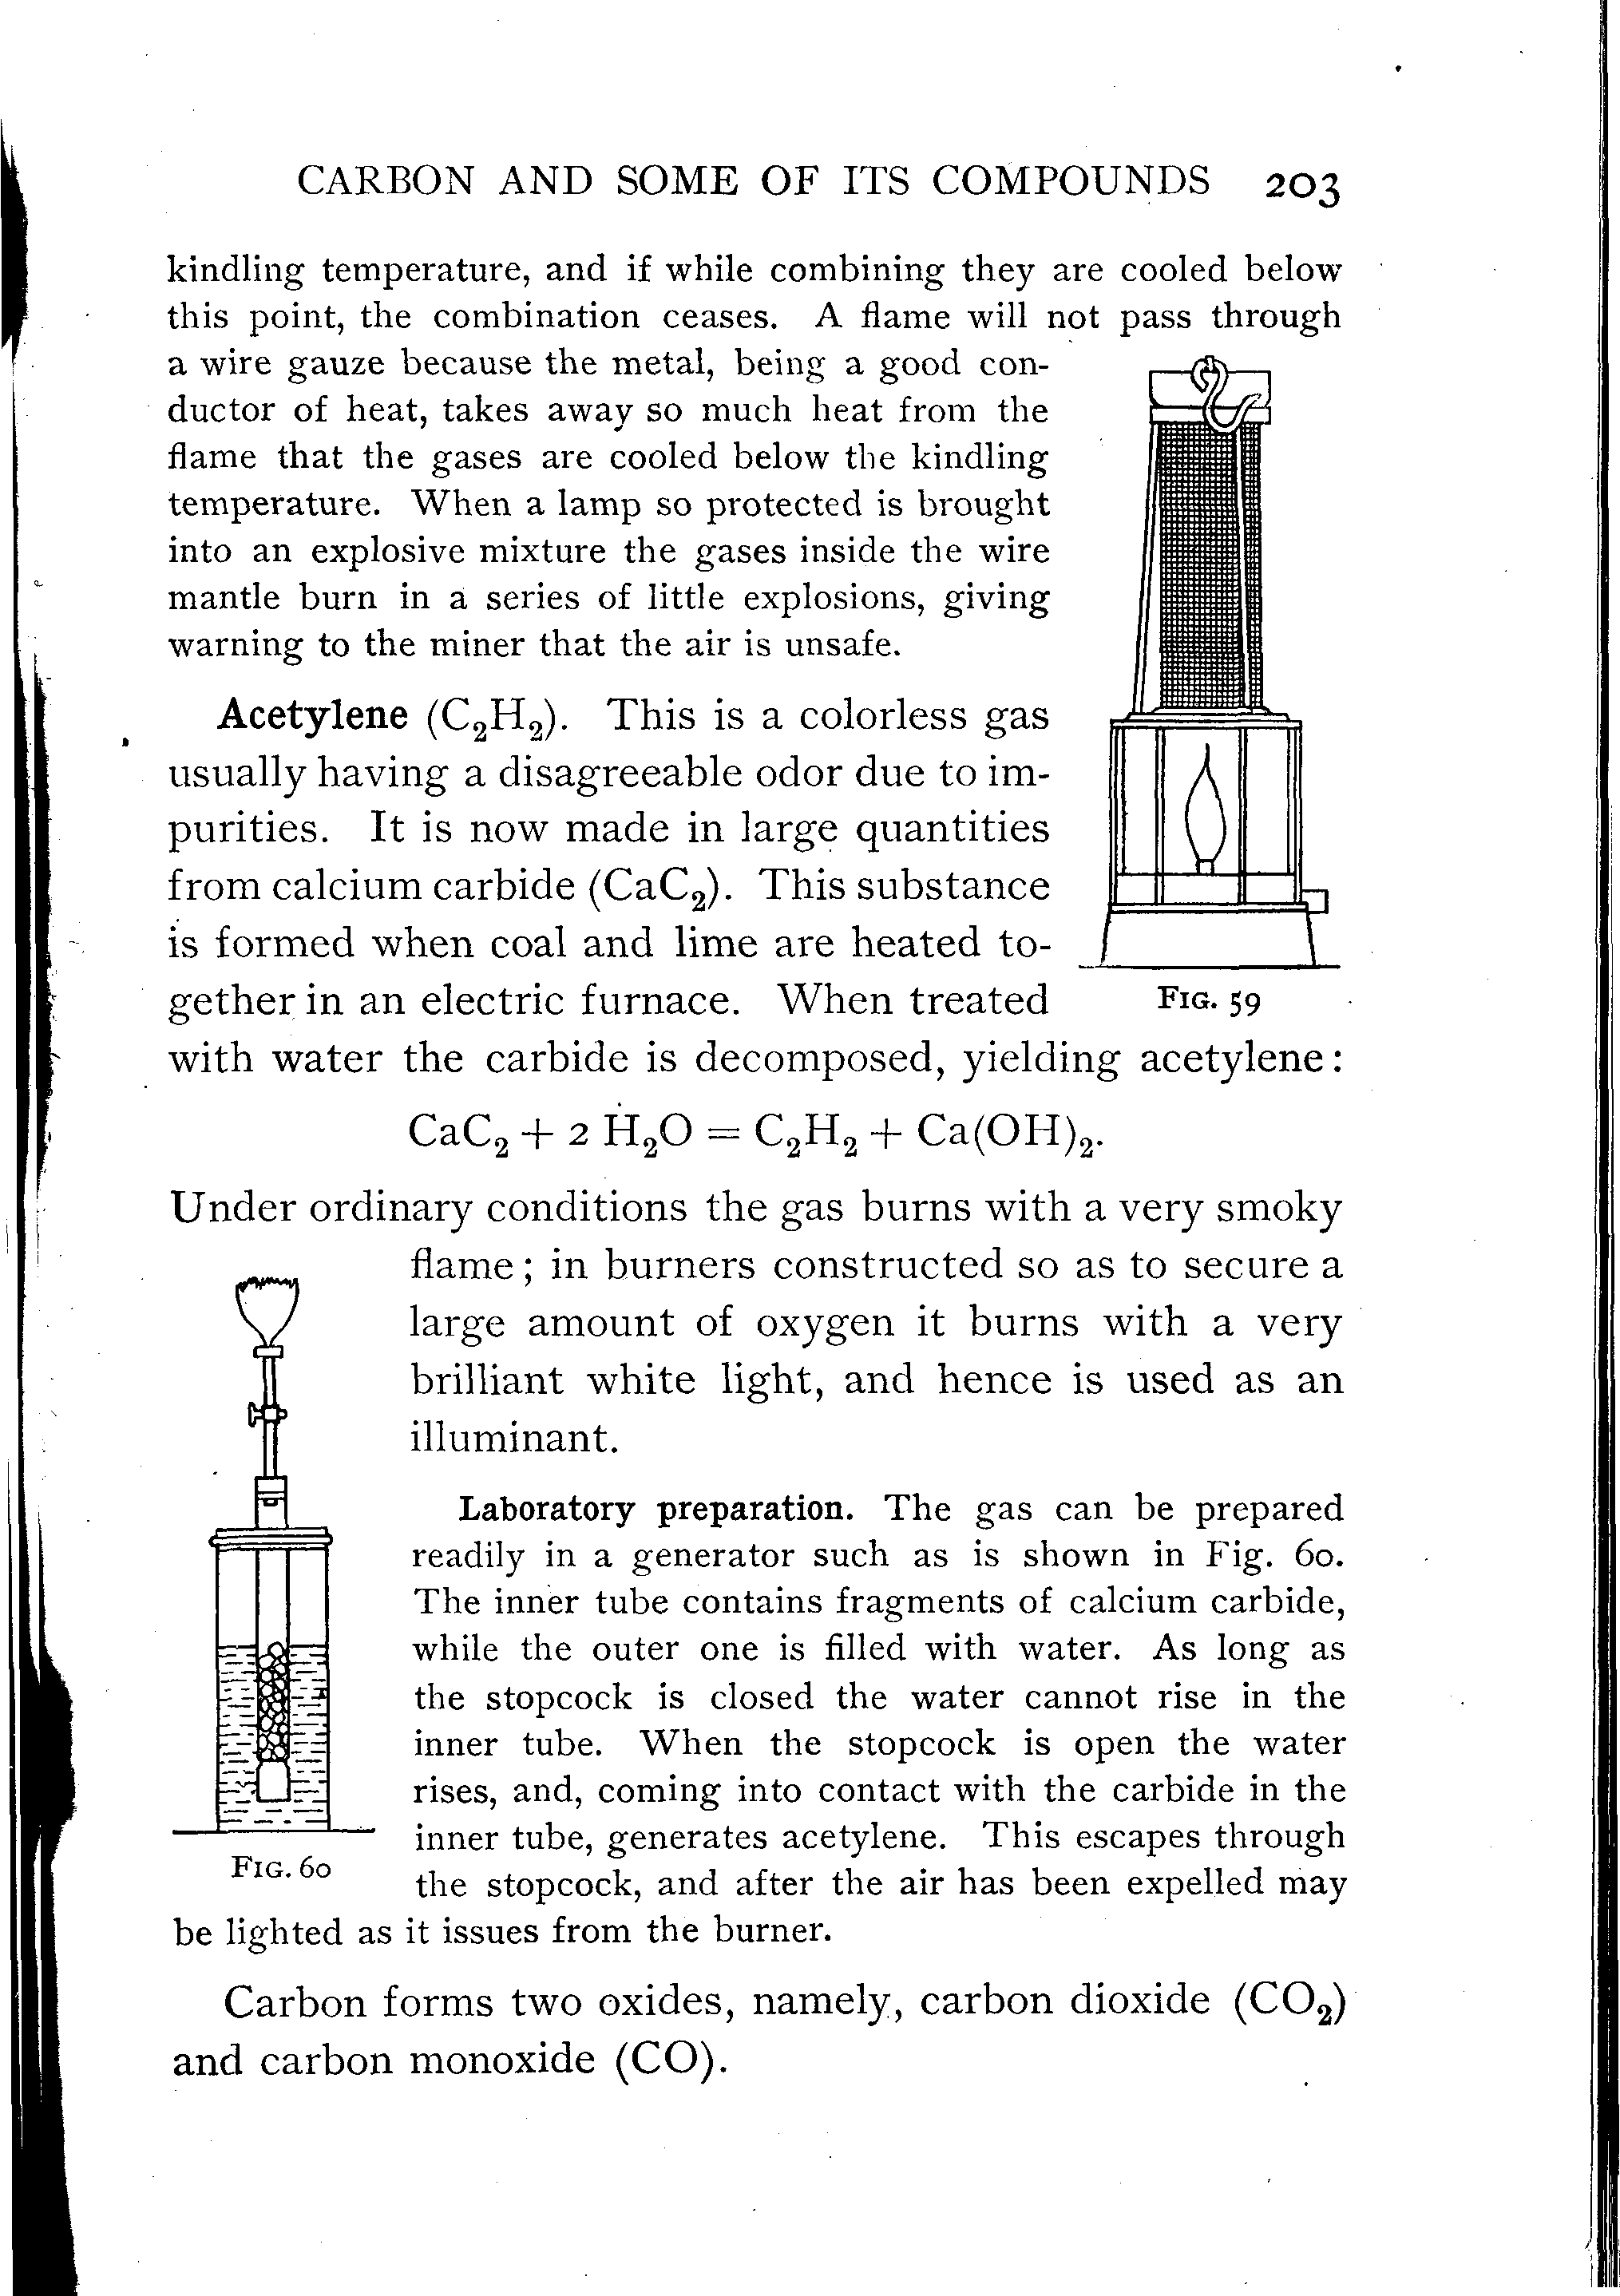 CARBON AND SOME OF ITS COMPOUNDS 203
kindling temperature, and if while combining they are cooled below
this point, the combination ceases. A flame will not pass through
a wire gauze because the metal, being a good con-
ductor of heat, takes away so much heat from the
flame that the gases are cooled below the kindling
temperature. When a lamp so protected is brought
into an explosive mixture the gases inside the wire
mantle burn in a series of little explosions, giving
warning to the miner that the air is unsafe.
Acetylene (C₂H₂). This is a colorless gas
usually having a disagreeable odor due to im-
purities. It is now made in large quantities
from calcium carbide (CaC₂). This substance
is formed when coal and lime are heated to-
gether in an electric furnace. When treated
FIG. 59
with water the carbide is decomposed, yielding acetylene:
CaC₂ + 2 H₂O = C₂H₂ + Ca(OH)₂.
Under ordinary conditions the gas burns with a very smoky
flame; in burners constructed so as to secure a
large amount of oxygen it burns with a very
brilliant white light, and hence is used as an
illuminant.
Laboratory preparation. The gas can be prepared
readily in a generator such as is shown in Fig. 60.
The inner tube contains fragments of calcium carbide,
while the outer one is filled with water. As long as
the stopcock is closed the water cannot rise in the
inner tube. When the stopcock is open the water
rises, and, coming into contact with the carbide in the
inner tube, generates acetylene. This escapes through
FIG. 60
the stopcock, and after the air has been expelled may
be lighted as it issues from the burner.
Carbon forms two oxides, namely, carbon dioxide (CO₂)
and carbon monoxide (CO).